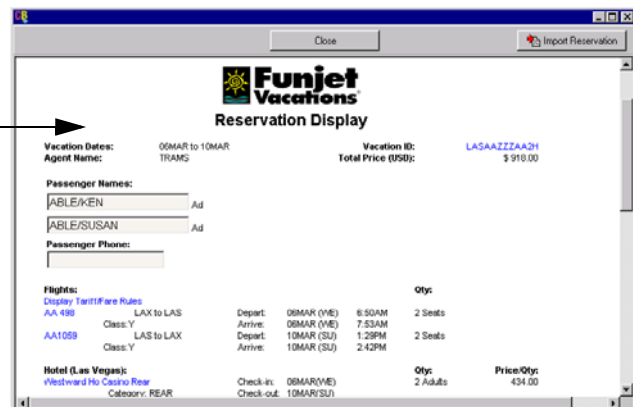 CB
Close
Import Reservation
Funjet
Vacations
Reservation Display
Vacation Dates: 06MAR to 10MAR Vacation ID: LASAAZZZAA2H
Agent Name: TRAMS Total Price (USD): $ 918.00
Passenger Names:
ABLE/KEN Ad
ABLE/SUSAN Ad
Passenger Phone:
Flights: Qty:
Display Tariff/Fare Rules
AA 498 LAX to LAS Depart: 06MAR (WE) 6:50AM 2 Seats
Class:Y Arrive: 06MAR (WE) 7:53AM
AA1059 LAS to LAX Depart: 10MAR (SU) 1:29PM 2 Seats
Class:Y Arrive: 10MAR (SU) 2:42PM
Hotel (Las Vegas): Qty: Price/Qty:
Westward Ho Casino Rear Check-in: 06MAR(WE) 2 Adults 434.00
Category: REAR Check-out: 10MAR(SU)